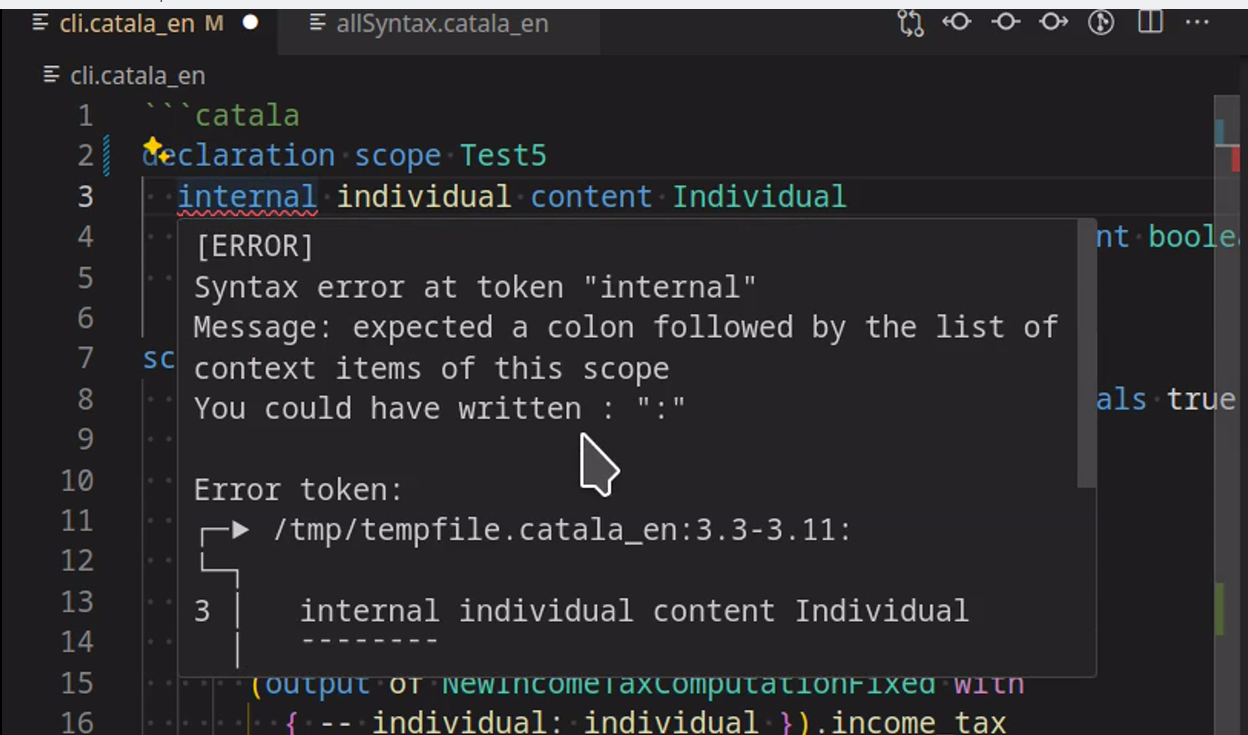 cli.catala_en M
allSyntax.catala_en
cli.catala_en
1 ```catala
2 declaration scope Test5
3 internal individual content Individual
[ERROR]
4 nt boole
Syntax error at token "internal"
5
Message: expected a colon followed by the list of
6
context items of this scope
7 sc
You could have written : ":"
8 als true
9
Error token:
10
/tmp/tempfile.catala_en:3.3-3.11:
11
12
3 internal individual content Individual
13
--------
14
15 (output of NewIncomeTaxComputationFixed with
16 { -- individual: individual }).income_tax